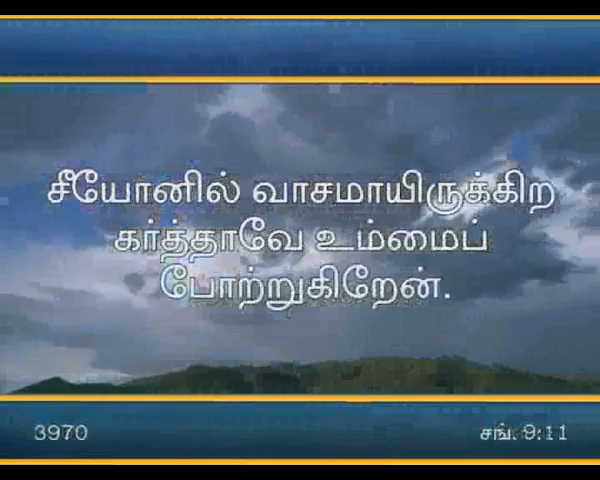 சீயோனில் வாசமாயிருக்கிற
கர்த்தாவே உம்மைப்
போற்றுகிறேன்.
3970
சங். 9:11